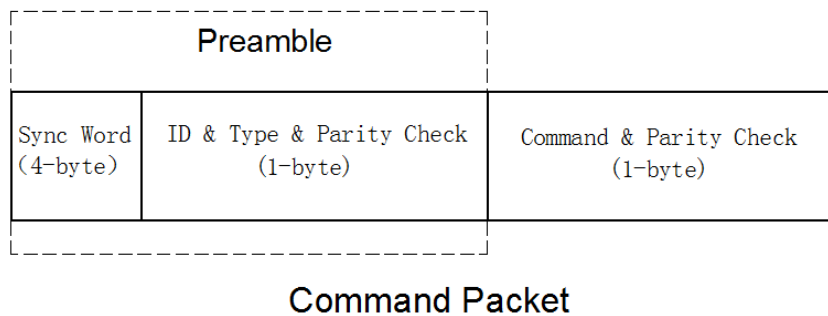 Preamble
Sync Word
(4-byte)
ID & Type & Parity Check
(1-byte)
Command & Parity Check
(1-byte)
Command Packet